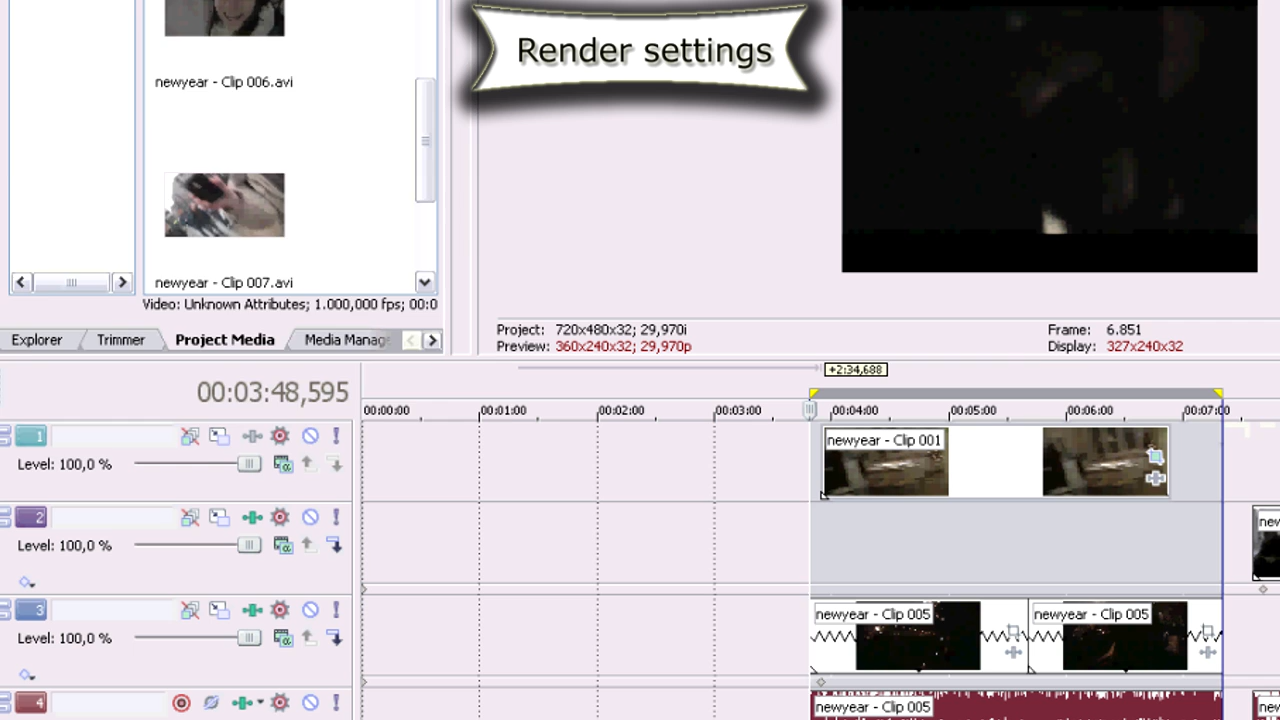 Render settings
newyear - Clip 006.avi
newyear - Clip 007.avi
Video: Unknown Attributes; 1.000,000 fps; 00:0
Explorer Trimmer Project Media Media Manag
Project: 720x480x32; 29,970i
Preview: 360x240x32; 29,970p
Frame: 6.851
Display: 327x240x32
+2:34,688
00:03:48,595
00:00:00 00:01:00 00:02:00 00:03:00 00:04:00 00:05:00 00:06:00 00:07:00
1
newyear - Clip 001
Level: 100,0 %
2
new
Level: 100,0 %
3
newyear - Clip 005 newyear - Clip 005
Level: 100,0 %
4
newyear - Clip 005
new